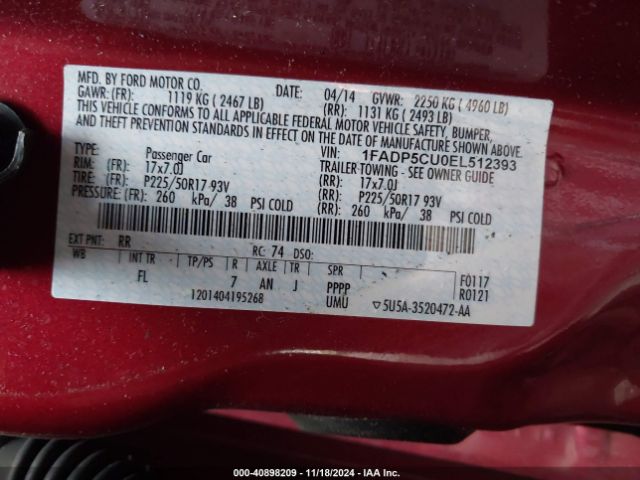 MFD. BY FORD MOTOR CO.
DATE: 04/14 GVWR: 2250 KG ( 4960 LB)
GAWR: (FR): 1119 KG ( 2467 LB) (RR): 1131 KG ( 2493 LB)
THIS VEHICLE CONFORMS TO ALL APPLICABLE FEDERAL MOTOR VEHICLE SAFETY, BUMPER,
AND THEFT PREVENTION STANDARDS IN EFFECT ON THE DATE OF MANUFACTURE SHOWN ABOVE.
VIN: 1FADP5CU0EL512393
TYPE: Passenger Car TRAILER TOWING - SEE OWNER GUIDE
RIM: (FR): 17x7.0J (RR): 17x7.0J
TIRE: (FR): P225/50R17 93V (RR): P225/50R17 93V
PRESSURE: (FR): 260 kPa/ 38 PSI COLD (RR): 260 kPa/ 38 PSI COLD
EXT PNT: RR RC: 74 DSO:
WB INT TR TP/PS R AXLE TR SPR F0117
FL 7 AN J PPPP R0121
1201404195268 UMU ▽5U5A-3520472-AA
000-40898209 | 11/18/2024 - IAA Inc.